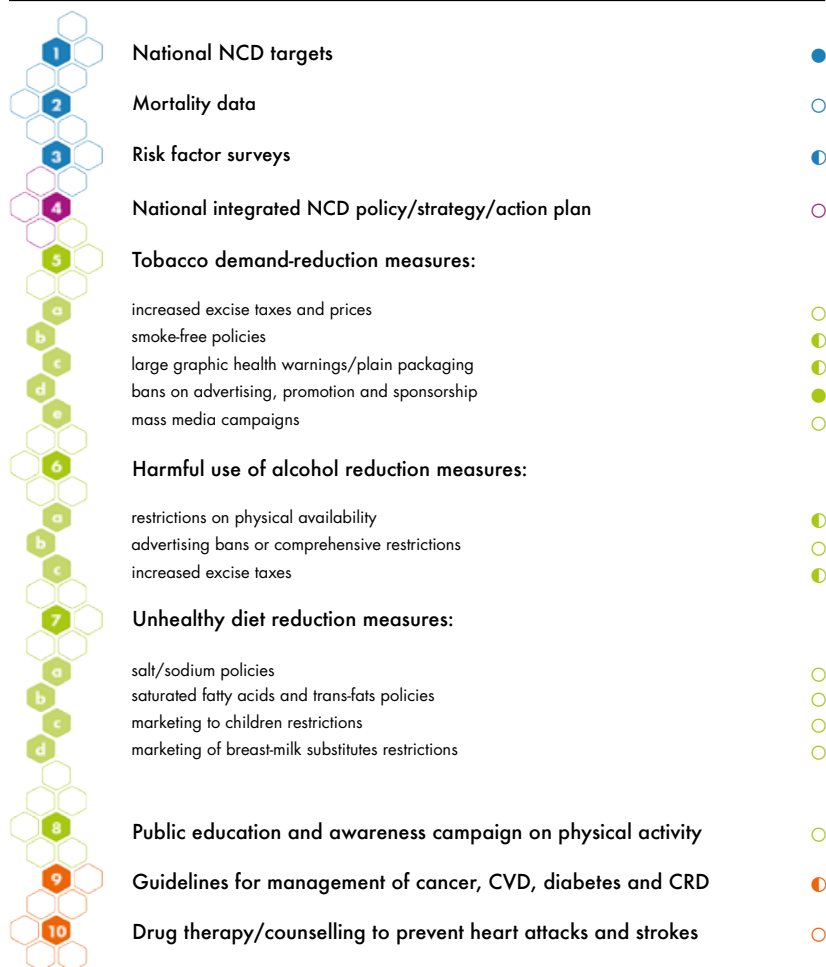 1 National NCD targets
2 Mortality data
3 Risk factor surveys
4 National integrated NCD policy/strategy/action plan
5 Tobacco demand-reduction measures:
a increased excise taxes and prices
b smoke-free policies
c large graphic health warnings/plain packaging
d bans on advertising, promotion and sponsorship
e mass media campaigns
6 Harmful use of alcohol reduction measures:
a restrictions on physical availability
b advertising bans or comprehensive restrictions
c increased excise taxes
7 Unhealthy diet reduction measures:
a salt/sodium policies
b saturated fatty acids and trans-fats policies
c marketing to children restrictions
d marketing of breast-milk substitutes restrictions
8 Public education and awareness campaign on physical activity
9 Guidelines for management of cancer, CVD, diabetes and CRD
10 Drug therapy/counselling to prevent heart attacks and strokes